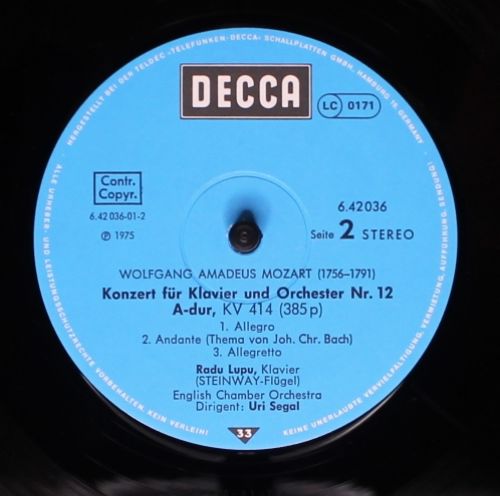 HERGESTELLT BEI DEN TELDEC »TELEFUNKEN-DECCA« SCHALLPLATTEN GMBH, HAMBURG 19, GERMANY
DECCA
LC 0171
Contr.
Copyr.
6.42036-01-2
Ⓟ 1975
6.42036
Seite 2 STEREO
WOLFGANG AMADEUS MOZART (1756–1791)
Konzert für Klavier und Orchester Nr. 12
A-dur, KV 414 (385p)
1. Allegro
2. Andante (Thema von Joh. Chr. Bach)
3. Allegretto
Radu Lupu, Klavier
(STEINWAY-Flügel)
English Chamber Orchestra
Dirigent: Uri Segal
33
ALLE URHEBER- UND LEISTUNGSSCHUTZRECHTE VORBEHALTEN. KEIN VERLEIH!
KEINE UNERLAUBTE VERVIELFÄLTIGUNG, VERMIETUNG, AUFFÜHRUNG, SENDUNG!